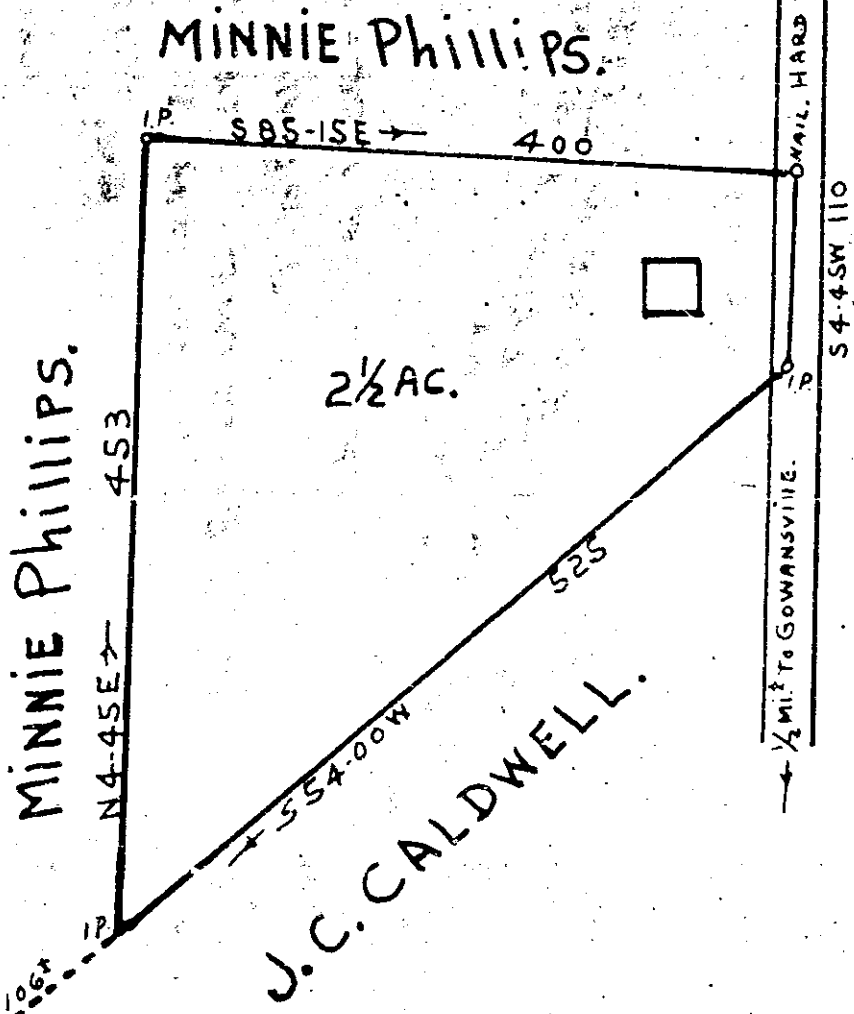 MINNIE PhilliPS.
I.P.
S85-15E →
400
NAIL. HARD
S4-45W 110
2½ AC.
MINNIE PhilliPS.
453
N4-45E →
I.P.
525
← S54-00W
← ½ MI.± To GOWANSVIllE.
J.C. CALDWELL.
I.P.
106±